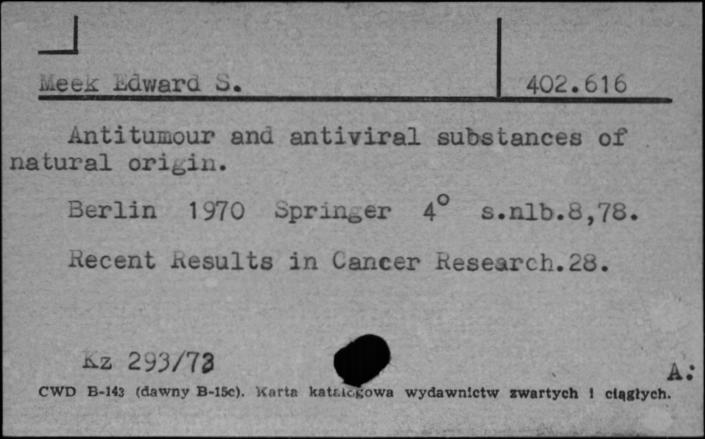 Meek Edward S. 402.616
Antitumour and antiviral substances of
natural origin.
Berlin 1970 Springer 4° s.nlb.8,78.
Recent Results in Cancer Research.28.
Kz 293/73
A:
CWD B-143 (dawny B-15c). Karta katalogowa wydawnictw zwartych i ciągłych.